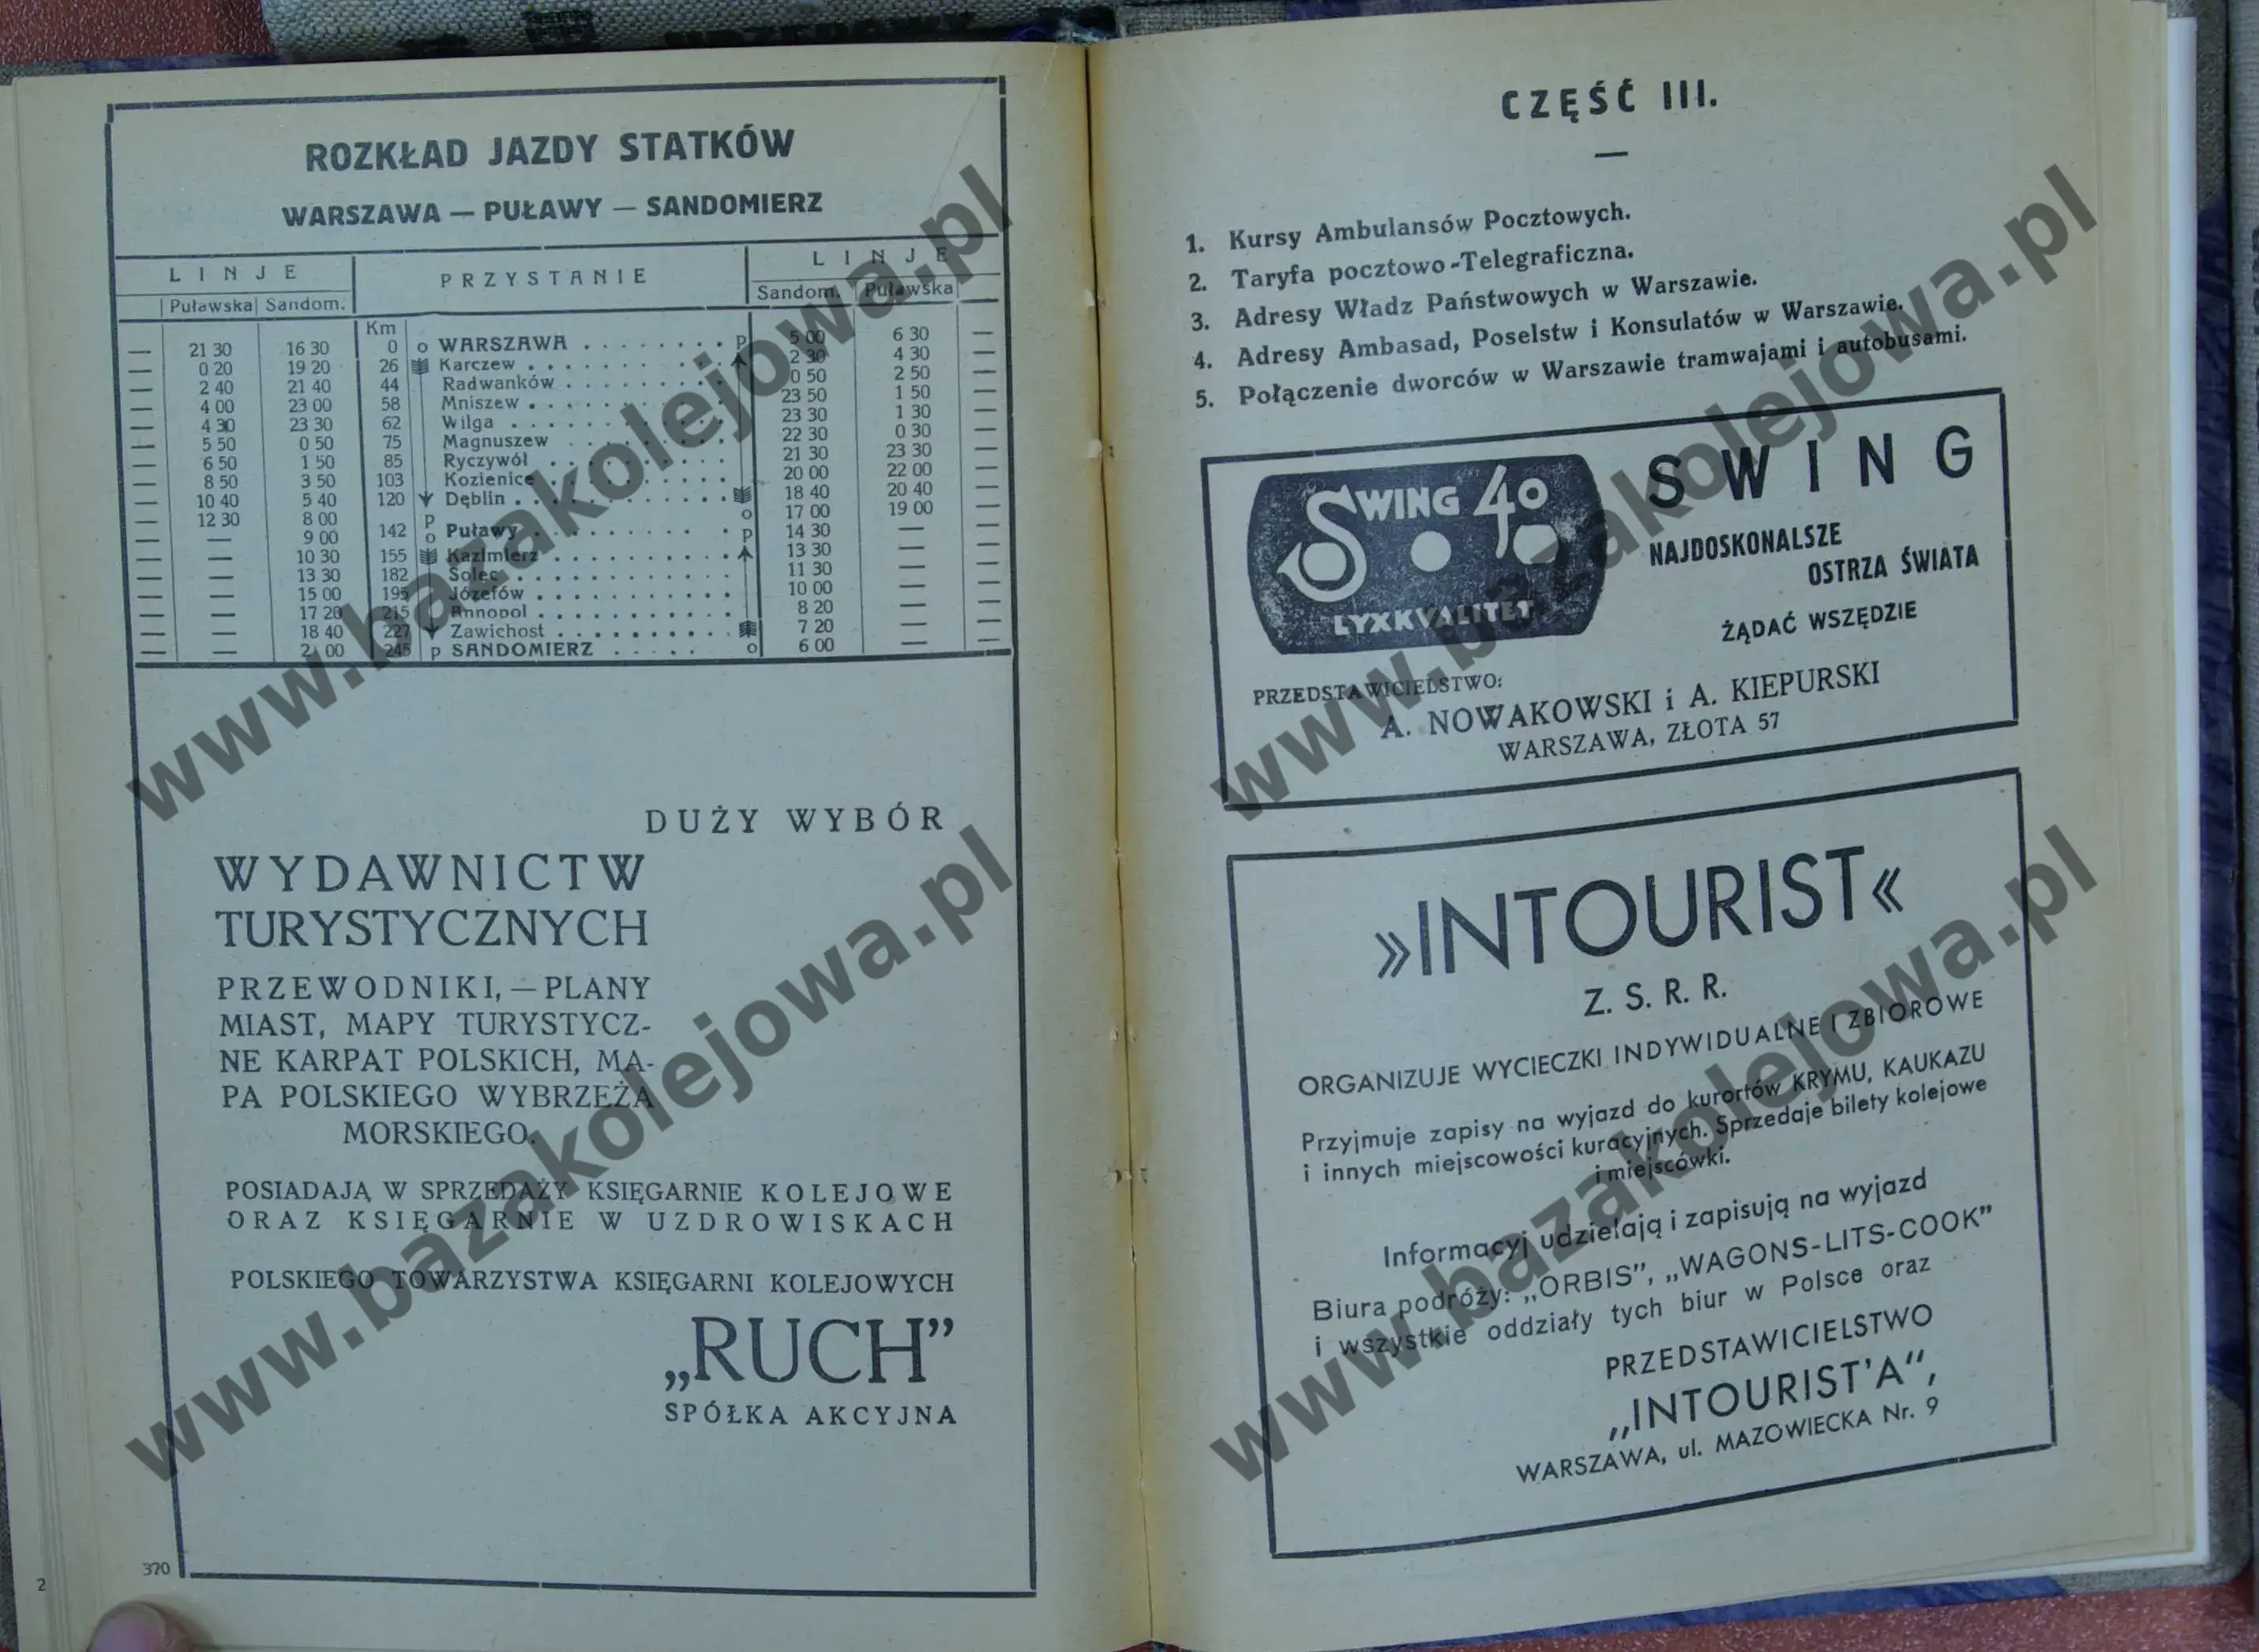 ROZKŁAD JAZDY STATKÓW
WARSZAWA — PUŁAWY — SANDOMIERZ
LINJE PRZYSTANIE LINJE
Puławska Sandom. Sandom. Puławska
Km
— 21 30 16 30 0 o WARSZAWA . . . . . . . . p 5 00 6 30 —
— 0 20 19 20 26 Karczew . . . . . . . . 2 30 4 30 —
— 2 40 21 40 44 Radwanków . . . . . . . . 0 50 2 50 —
— 4 00 23 00 58 Mniszew . . . . . . . . 23 50 1 50 —
— 4 30 23 30 62 Wilga . . . . . . . . 23 30 1 30 —
— 5 50 0 50 75 Magnuszew . . . . . . . . 22 30 0 30 —
— 6 50 1 50 85 Ryczywół . . . . . . . . 21 30 23 30 —
— 8 50 3 50 103 Kozienice . . . . . . . . 20 00 22 00 —
— 10 40 5 40 120 Dęblin . . . . . . . . 18 40 20 40 —
— 12 30 8 00 p o 17 00 19 00 —
— — 9 00 142 o Puławy . . . . . . . . p 14 30 — —
— — 10 30 155 Kazimierz . . . . . . . . 13 30 — —
— — 13 30 182 Solec . . . . . . . . 11 30 — —
— — 15 00 195 Józefów . . . . . . . . 10 00 — —
— — 17 20 215 Annopol . . . . . . . . 8 20 — —
— — 18 40 227 Zawichost . . . . . . . . 7 20 — —
— — 21 00 245 p SANDOMIERZ . . . . . o 6 00 — —
DUŻY WYBÓR
WYDAWNICTW
TURYSTYCZNYCH
PRZEWODNIKI, — PLANY
MIAST, MAPY TURYSTYCZ-
NE KARPAT POLSKICH, MA-
PA POLSKIEGO WYBRZEŻA
MORSKIEGO.
POSIADAJĄ W SPRZEDAŻY KSIĘGARNIE KOLEJOWE
ORAZ KSIĘGARNIE W UZDROWISKACH
POLSKIEGO TOWARZYSTWA KSIĘGARNI KOLEJOWYCH
„RUCH”
SPÓŁKA AKCYJNA
370
2
CZĘŚĆ III.
—
1. Kursy Ambulansów Pocztowych.
2. Taryfa pocztowo-Telegraficzna.
3. Adresy Władz Państwowych w Warszawie.
4. Adresy Ambasad, Poselstw i Konsulatów w Warszawie.
5. Połączenie dworców w Warszawie tramwajami i autobusami.
SWING 40
LYXKVALITET
SWING
NAJDOSKONALSZE
OSTRZA ŚWIATA
ŻĄDAĆ WSZĘDZIE
PRZEDSTAWICIELSTWO:
A. NOWAKOWSKI i A. KIEPURSKI
WARSZAWA, ZŁOTA 57
»INTOURIST«
Z. S. R. R.
ORGANIZUJE WYCIECZKI INDYWIDUALNE I ZBIOROWE
Przyjmuje zapisy na wyjazd do kurortów KRYMU, KAUKAZU
i innych miejscowości kuracyjnych. Sprzedaje bilety kolejowe
i miejscówki.
Informacyj udzielają i zapisują na wyjazd
Biura podróży: „ORBIS”, „WAGONS-LITS-COOK”
i wszystkie oddziały tych biur w Polsce oraz
PRZEDSTAWICIELSTWO
„INTOURIST'A“,
WARSZAWA, ul. MAZOWIECKA Nr. 9
www.bazakolejowa.pl
www.bazakolejowa.pl
www.bazakolejowa.pl
www.bazakolejowa.pl